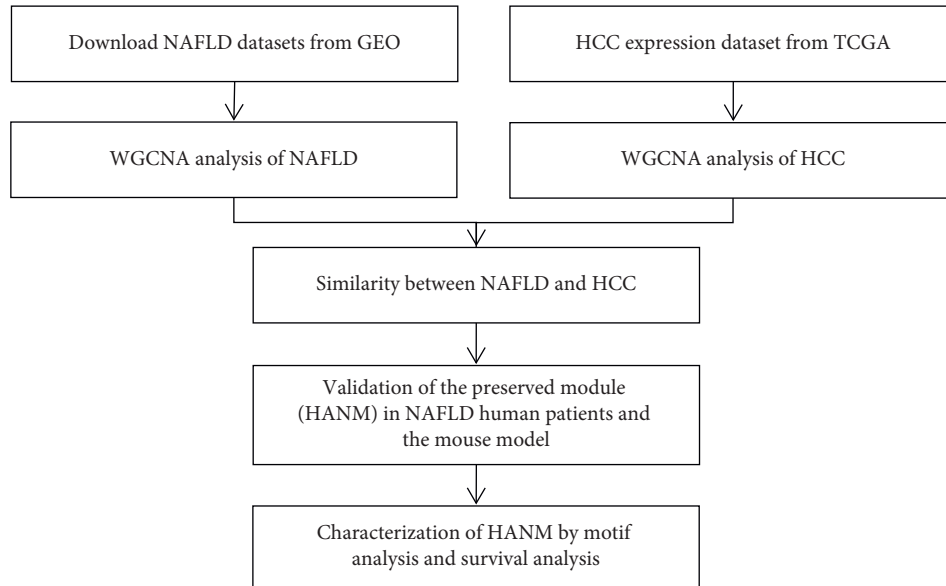 Download NAFLD datasets from GEO
HCC expression dataset from TCGA
WGCNA analysis of NAFLD
WGCNA analysis of HCC
Similarity between NAFLD and HCC
Validation of the preserved module
(HANM) in NAFLD human patients and
the mouse model
Characterization of HANM by motif
analysis and survival analysis